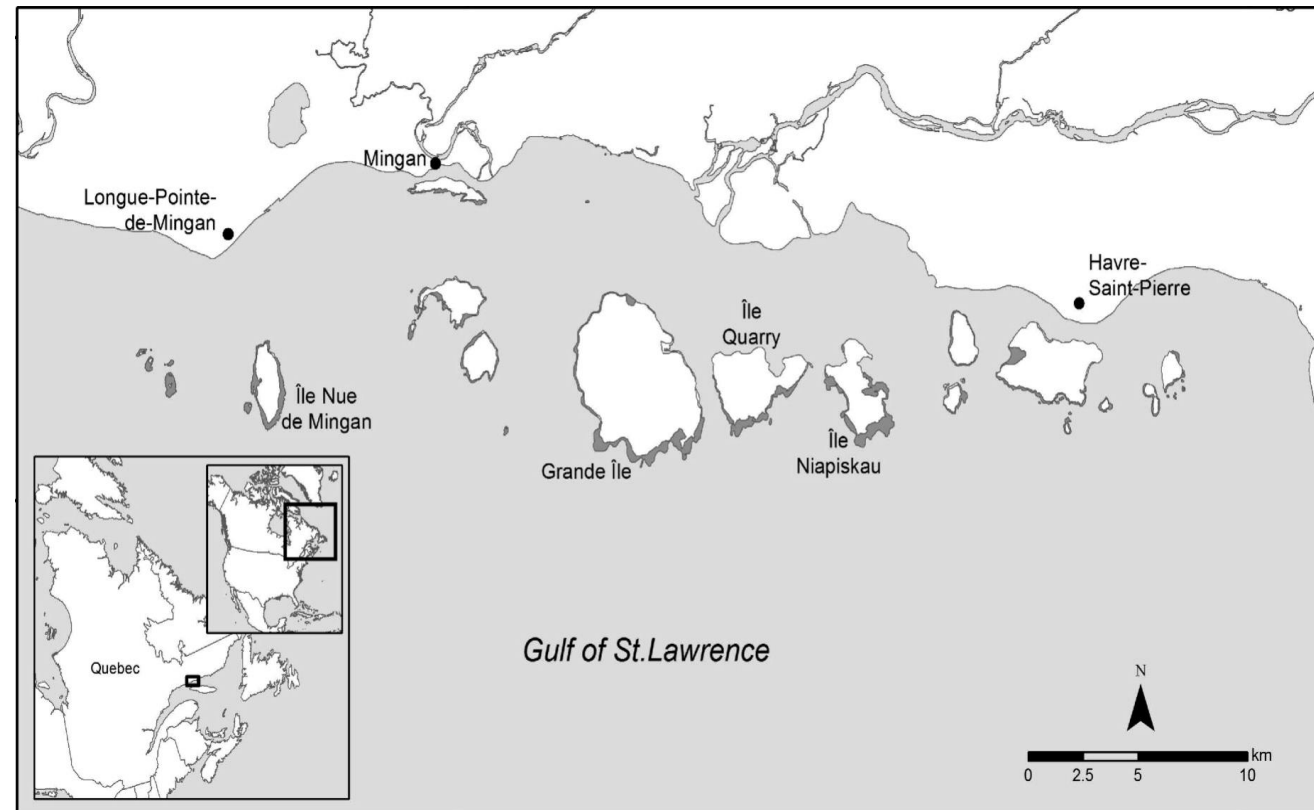 Mingan
Longue-Pointe-
de-Mingan
Havre-
Saint-Pierre
Île
Quarry
Île Nue
de Mingan
Grande Île
Île
Niapiskau
Quebec
Gulf of St.Lawrence
N
km
0 2.5 5 10